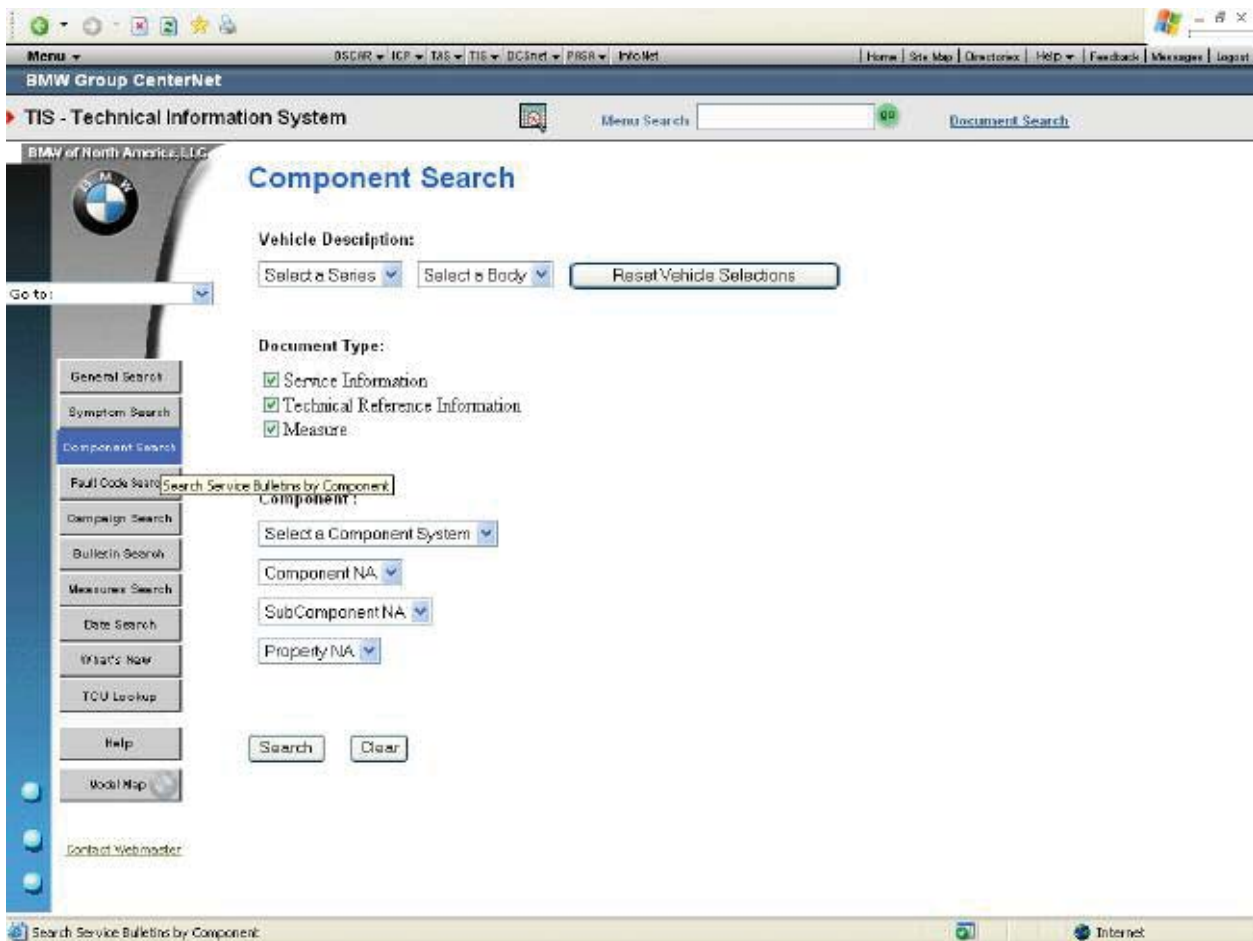 Menu
OSCAR ICP TAS TIS DCSnet PASA InfoNet
Home | Site Map | Directories | Help | Feedback | Messages | Logout
BMW Group CenterNet
TIS - Technical Information System
Menu Search
go
Document Search
BMW of North America, LLC
BMW
Component Search
Vehicle Description:
Select a Series
Select a Body
Reset Vehicle Selections
Go to:
Document Type:
Service Information
Technical Reference Information
Measure
General Search
Symptom Search
Component Search
Fault Code Searc
Search Service Bulletins by Component
Campaign Search
Bulletin Search
Measures Search
Date Search
What's New
TCU Lookup
Help
Model Map
Contact Webmaster
Component :
Select a Component System
Component NA
SubComponent NA
Property NA
Search
Clear
Search Service Bulletins by Component
Internet